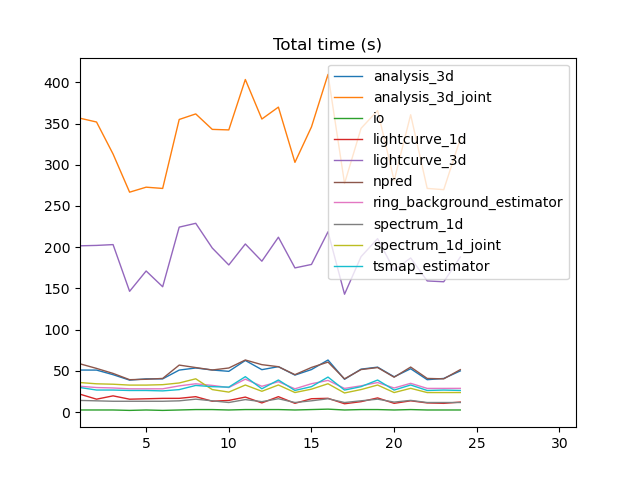 Total time (s)
400
350
300
250
200
150
100
50
0
5
10
15
20
25
30
analysis_3d
analysis_3d_joint
io
lightcurve_1d
lightcurve_3d
npred
ring_background_estimator
spectrum_1d
spectrum_1d_joint
tsmap_estimator